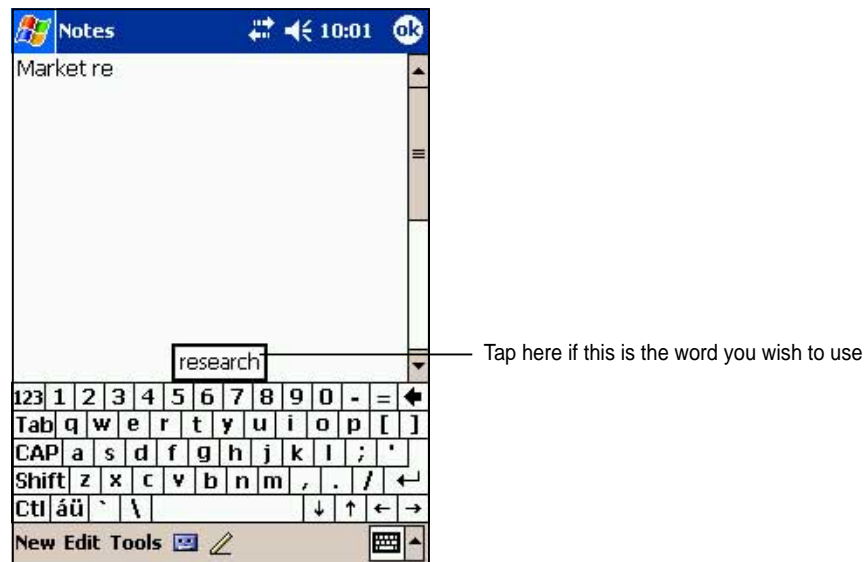 Notes 10:01 ok
Market re
research
Tap here if this is the word you wish to use
123 1 2 3 4 5 6 7 8 9 0 - =
Tab q w e r t y u i o p [ ]
CAP a s d f g h j k l ; '
Shift z x c v b n m , . /
Ctl áü ` \ ↓ ↑ ← →
New Edit Tools